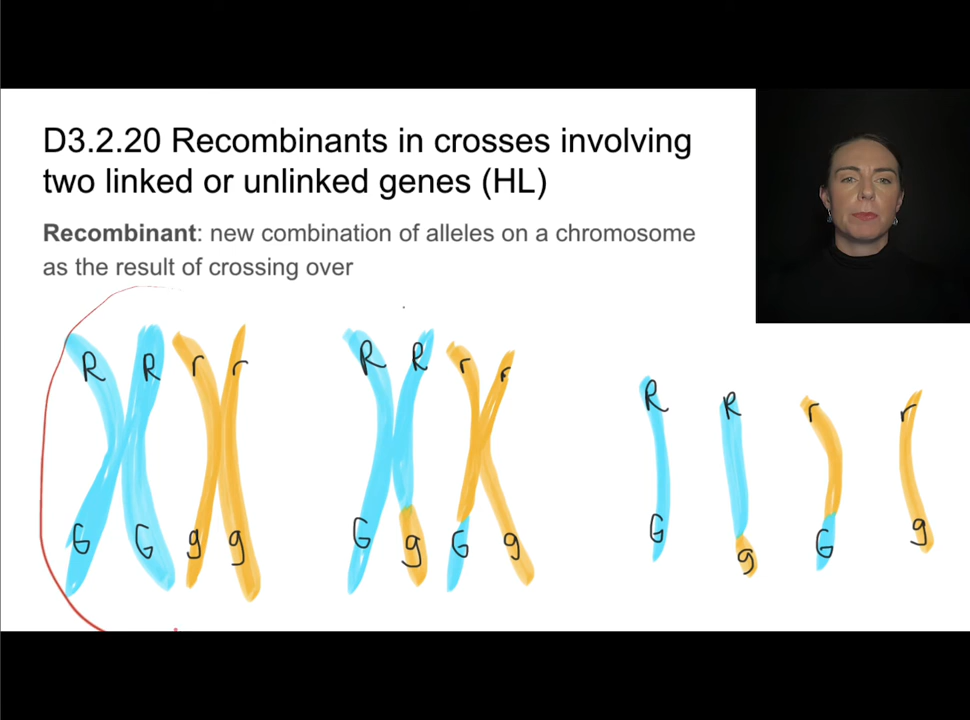 D3.2.20 Recombinants in crosses involving
two linked or unlinked genes (HL)
Recombinant: new combination of alleles on a chromosome
as the result of crossing over
R R r r
G G g g
R R r r
G g G g
R R r r
G g G g